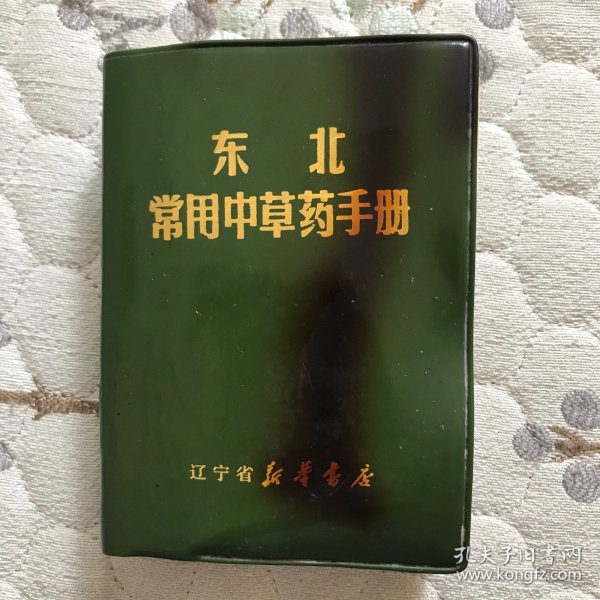 东 北
常用中草药手册
辽宁省新华书店
孔夫子旧书网
www.kongfz.com